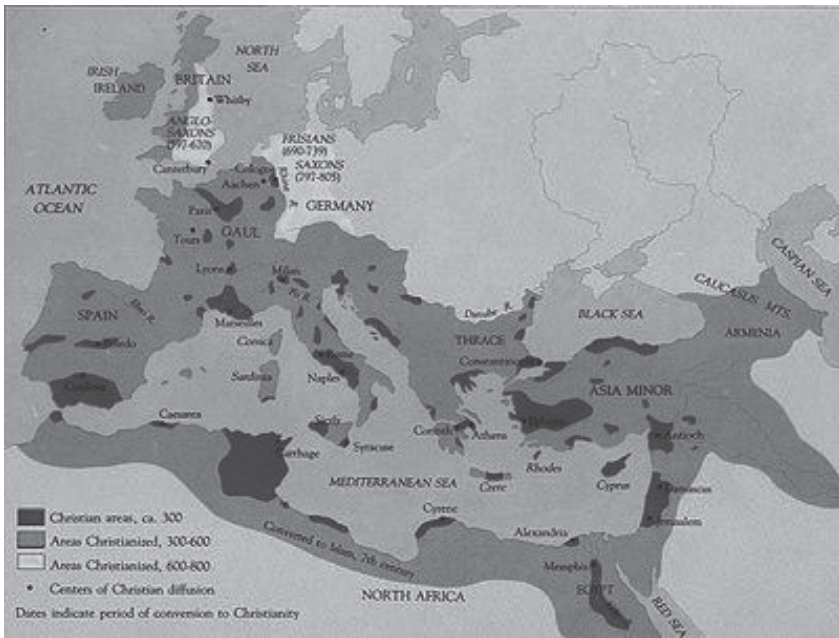 NORTH
SEA
IRISH
IRELAND
BRITAIN
Whitby
ANGLO-
SAXONS
(597-670)
FRISIANS
(690-739)
SAXONS
(797-805)
Canterbury
Cologne
Aachen
Rhine R.
ATLANTIC
OCEAN
GERMANY
Paris
GAUL
Tours
Lyons
Milan
Po R.
CASPIAN SEA
CAUCASUS MTS.
Danube R.
BLACK SEA
SPAIN
Ebro R.
Marseilles
THRACE
ARMENIA
Toledo
Corsica
Rome
Constantinople
ASIA MINOR
Cordoba
Sardinia
Naples
Ephesus
Caesarea
Sicily
Corinth
Athens
Antioch
Carthage
Syracuse
Rhodes
MEDITERRANEAN SEA
Crete
Cyprus
Damascus
Cyrene
Jerusalem
Alexandria
Converted to Islam, 7th century
Memphis
NORTH AFRICA
EGYPT
RED SEA
Christian areas, ca. 300
Areas Christianized, 300-600
Areas Christianized, 600-800
Centers of Christian diffusion
Dates indicate period of conversion to Christianity